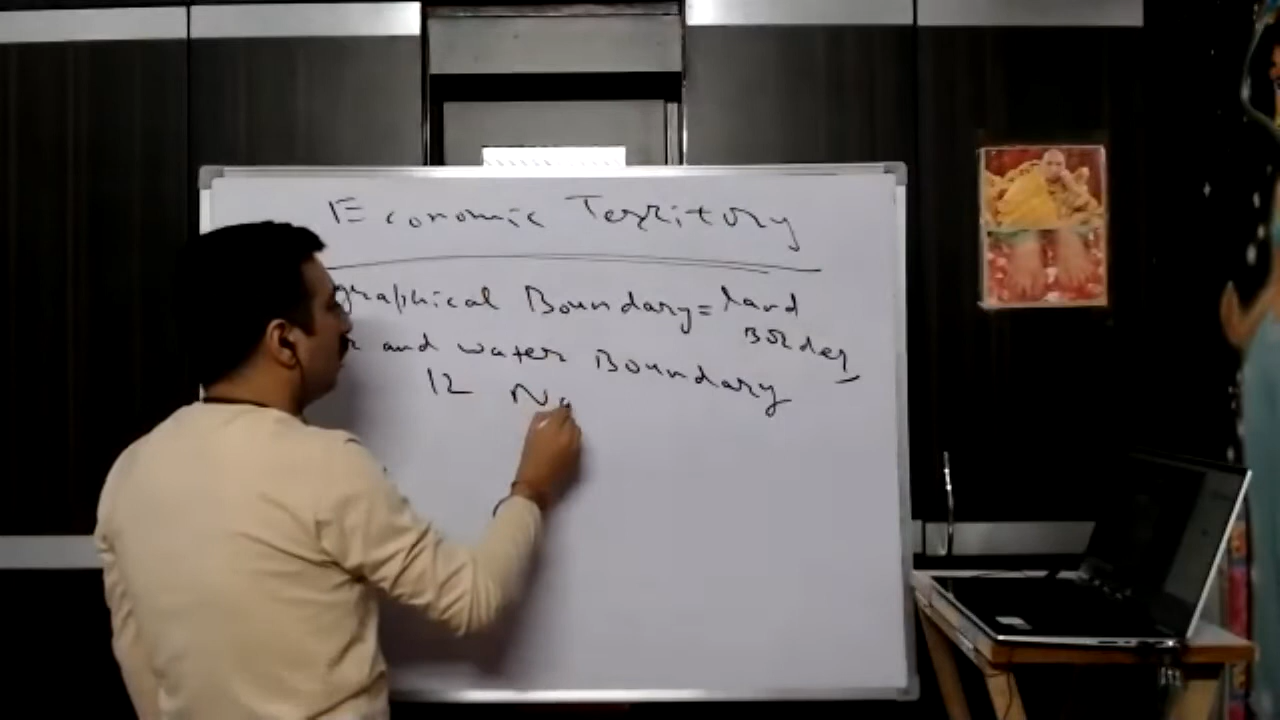 Economic Territory
graphical Boundary = land
Border
and water Boundary
12